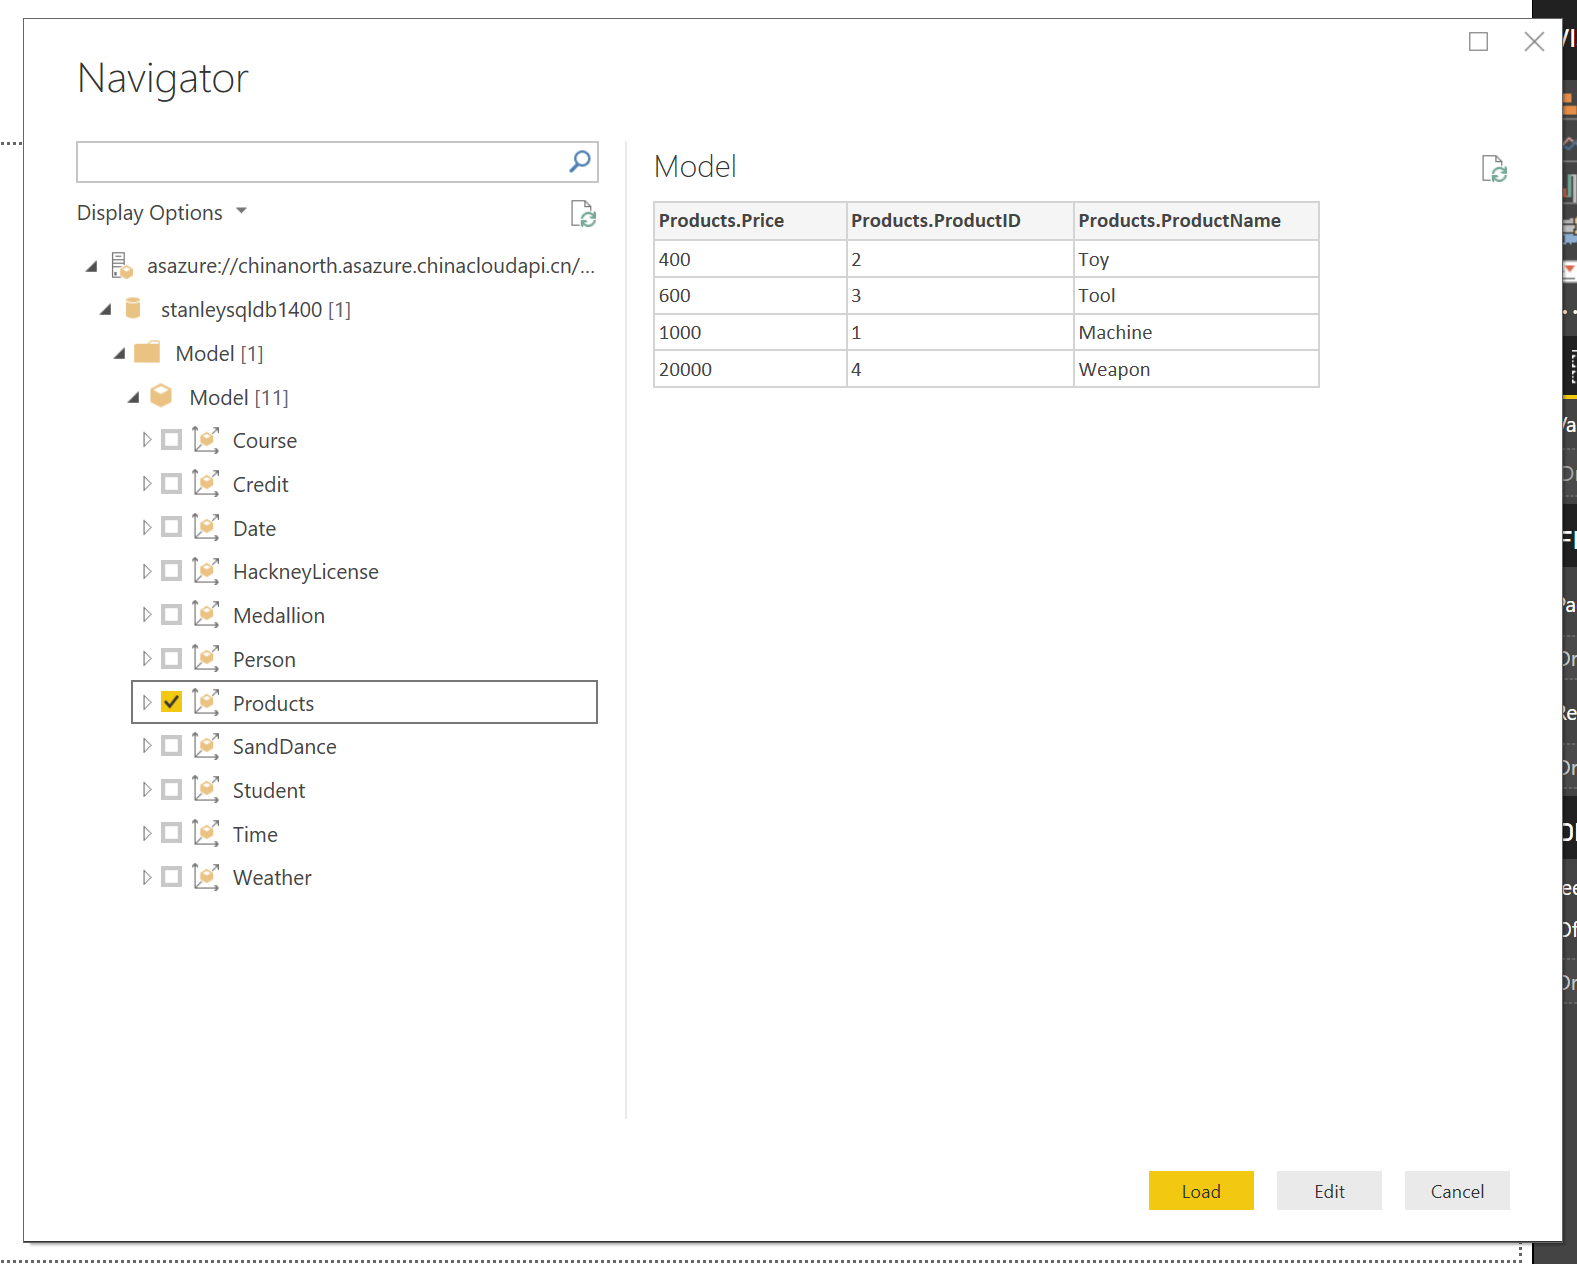 Navigator
Display Options
asazure://chinanorth.asazure.chinacloudapi.cn/...
stanleysqldb1400 [1]
Model [1]
Model [11]
Course
Credit
Date
HackneyLicense
Medallion
Person
Products
SandDance
Student
Time
Weather
Model
Products.Price Products.ProductID Products.ProductName
400 2 Toy
600 3 Tool
1000 1 Machine
20000 4 Weapon
Load Edit Cancel